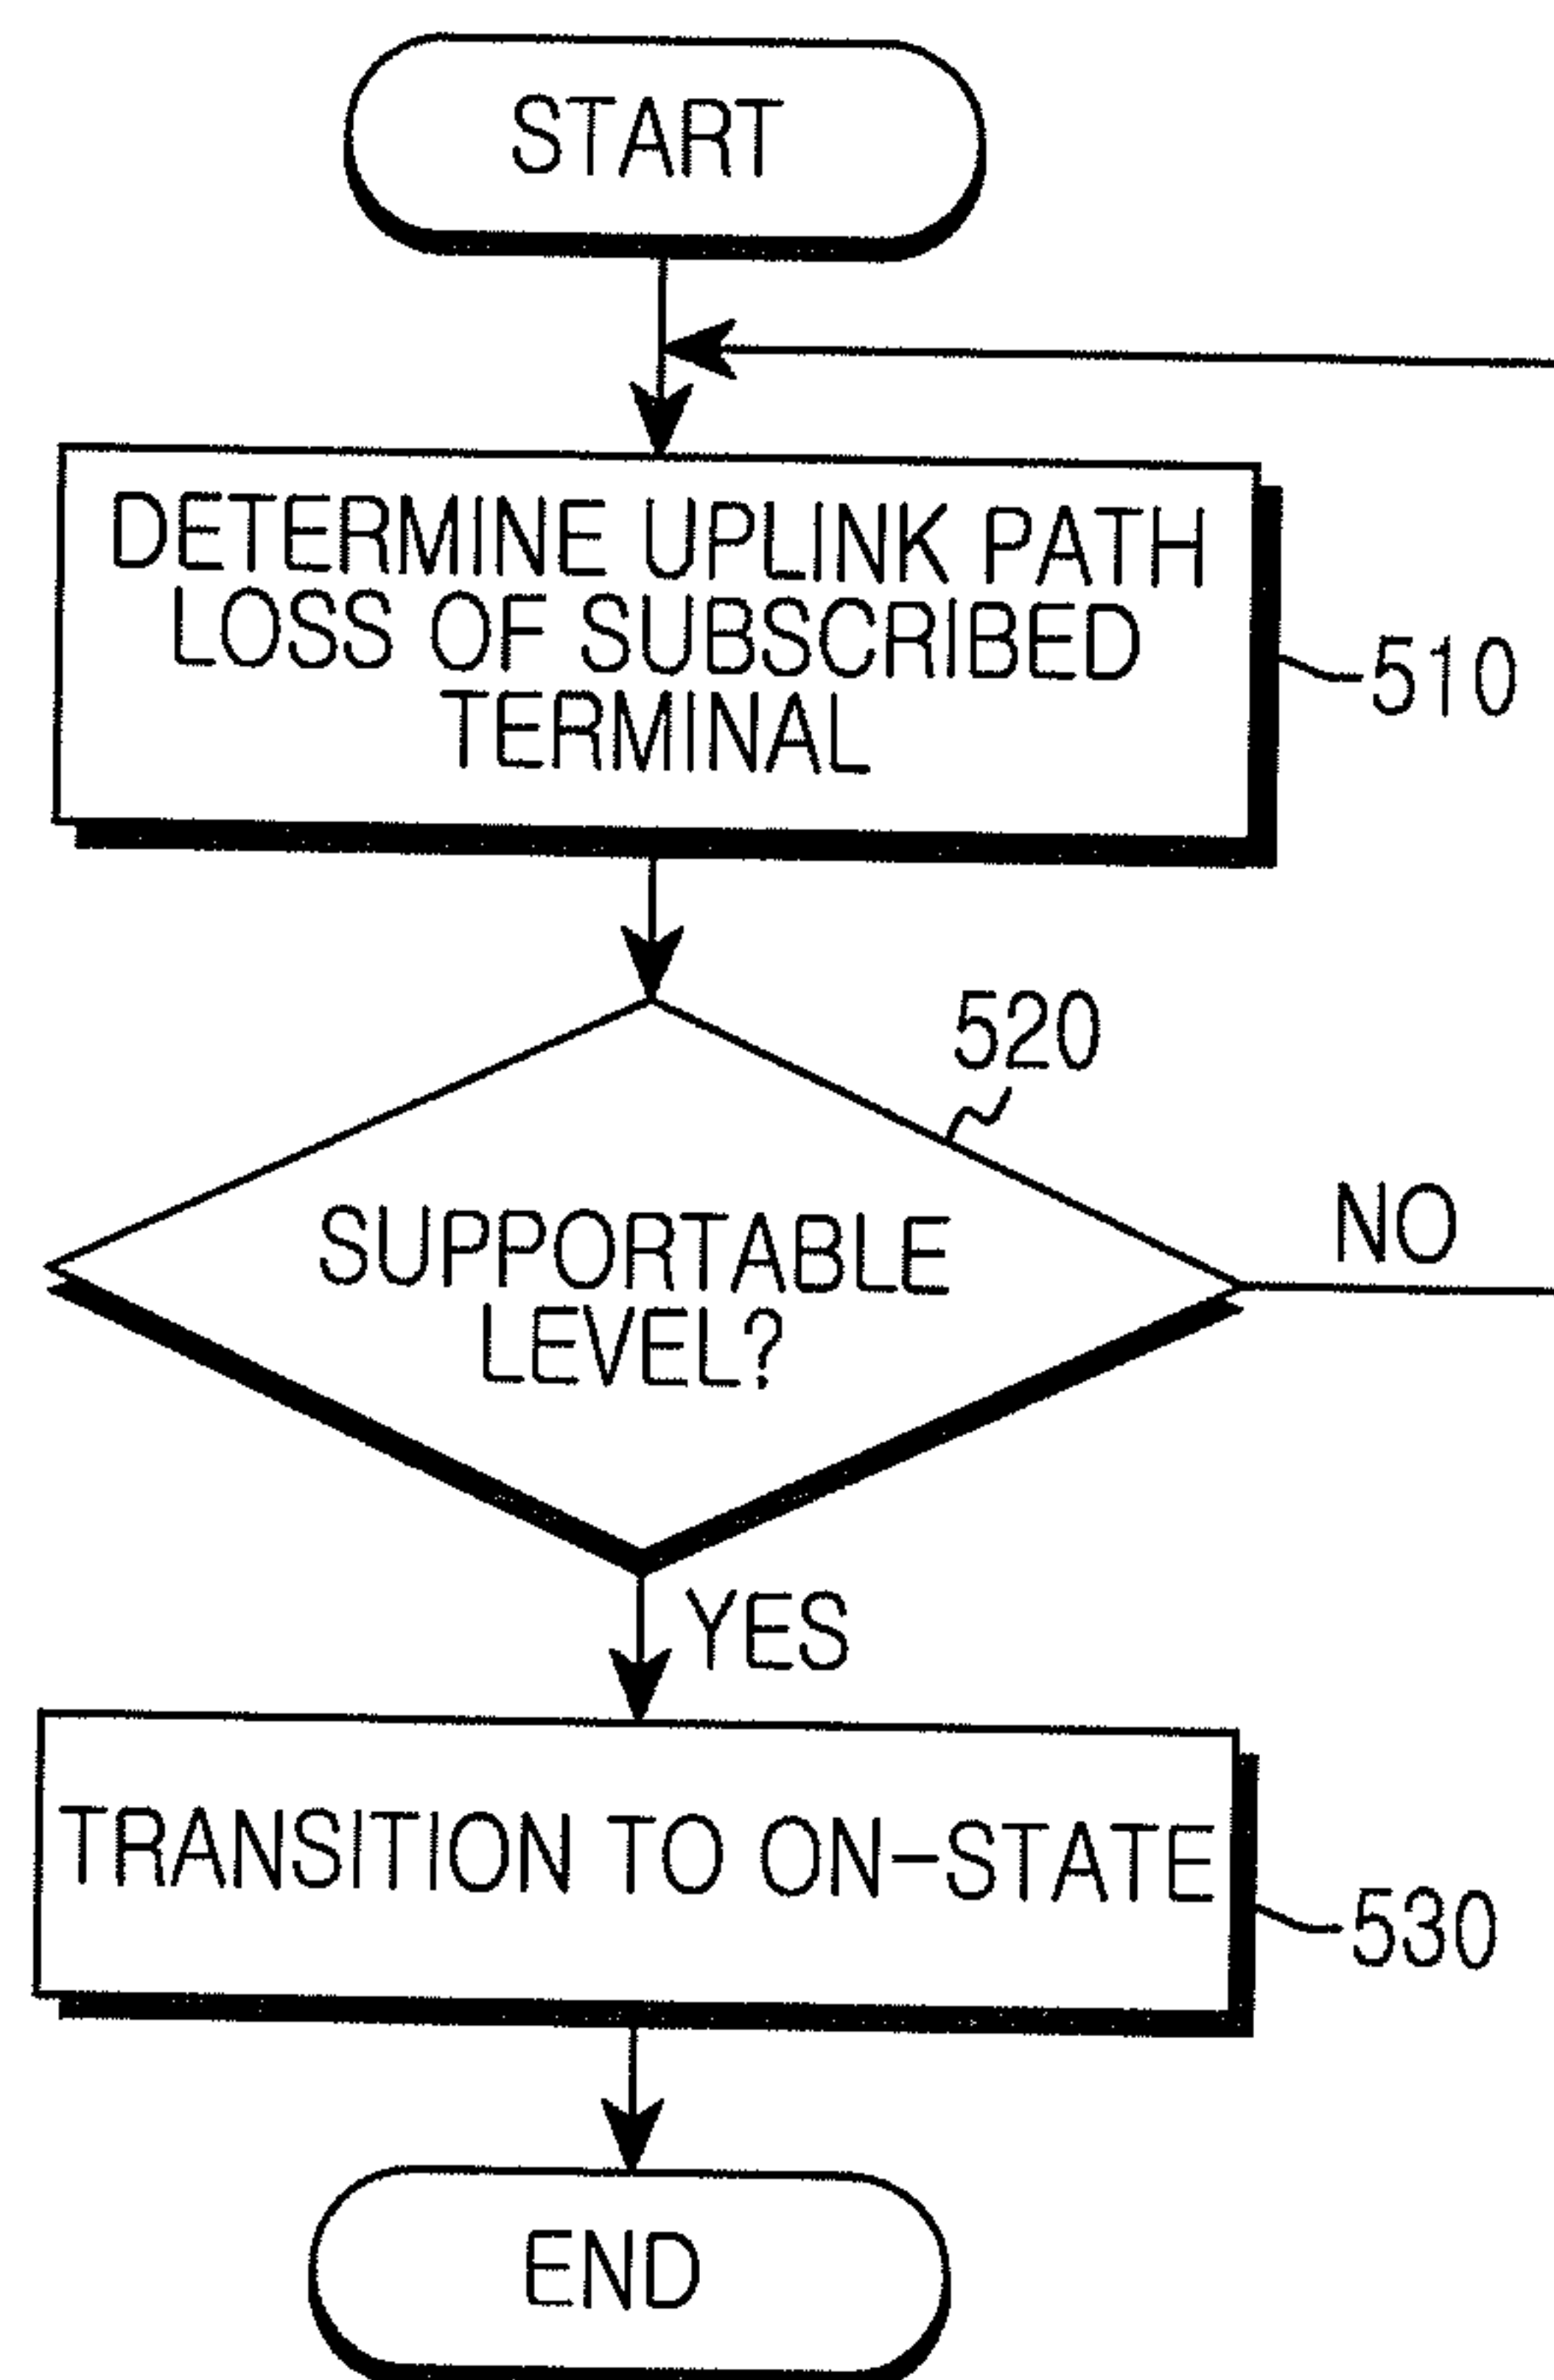 START
DETERMINE UPLINK PATH
LOSS OF SUBSCRIBED
TERMINAL
510
520
SUPPORTABLE
LEVEL?
NO
YES
TRANSITION TO ON-STATE
530
END